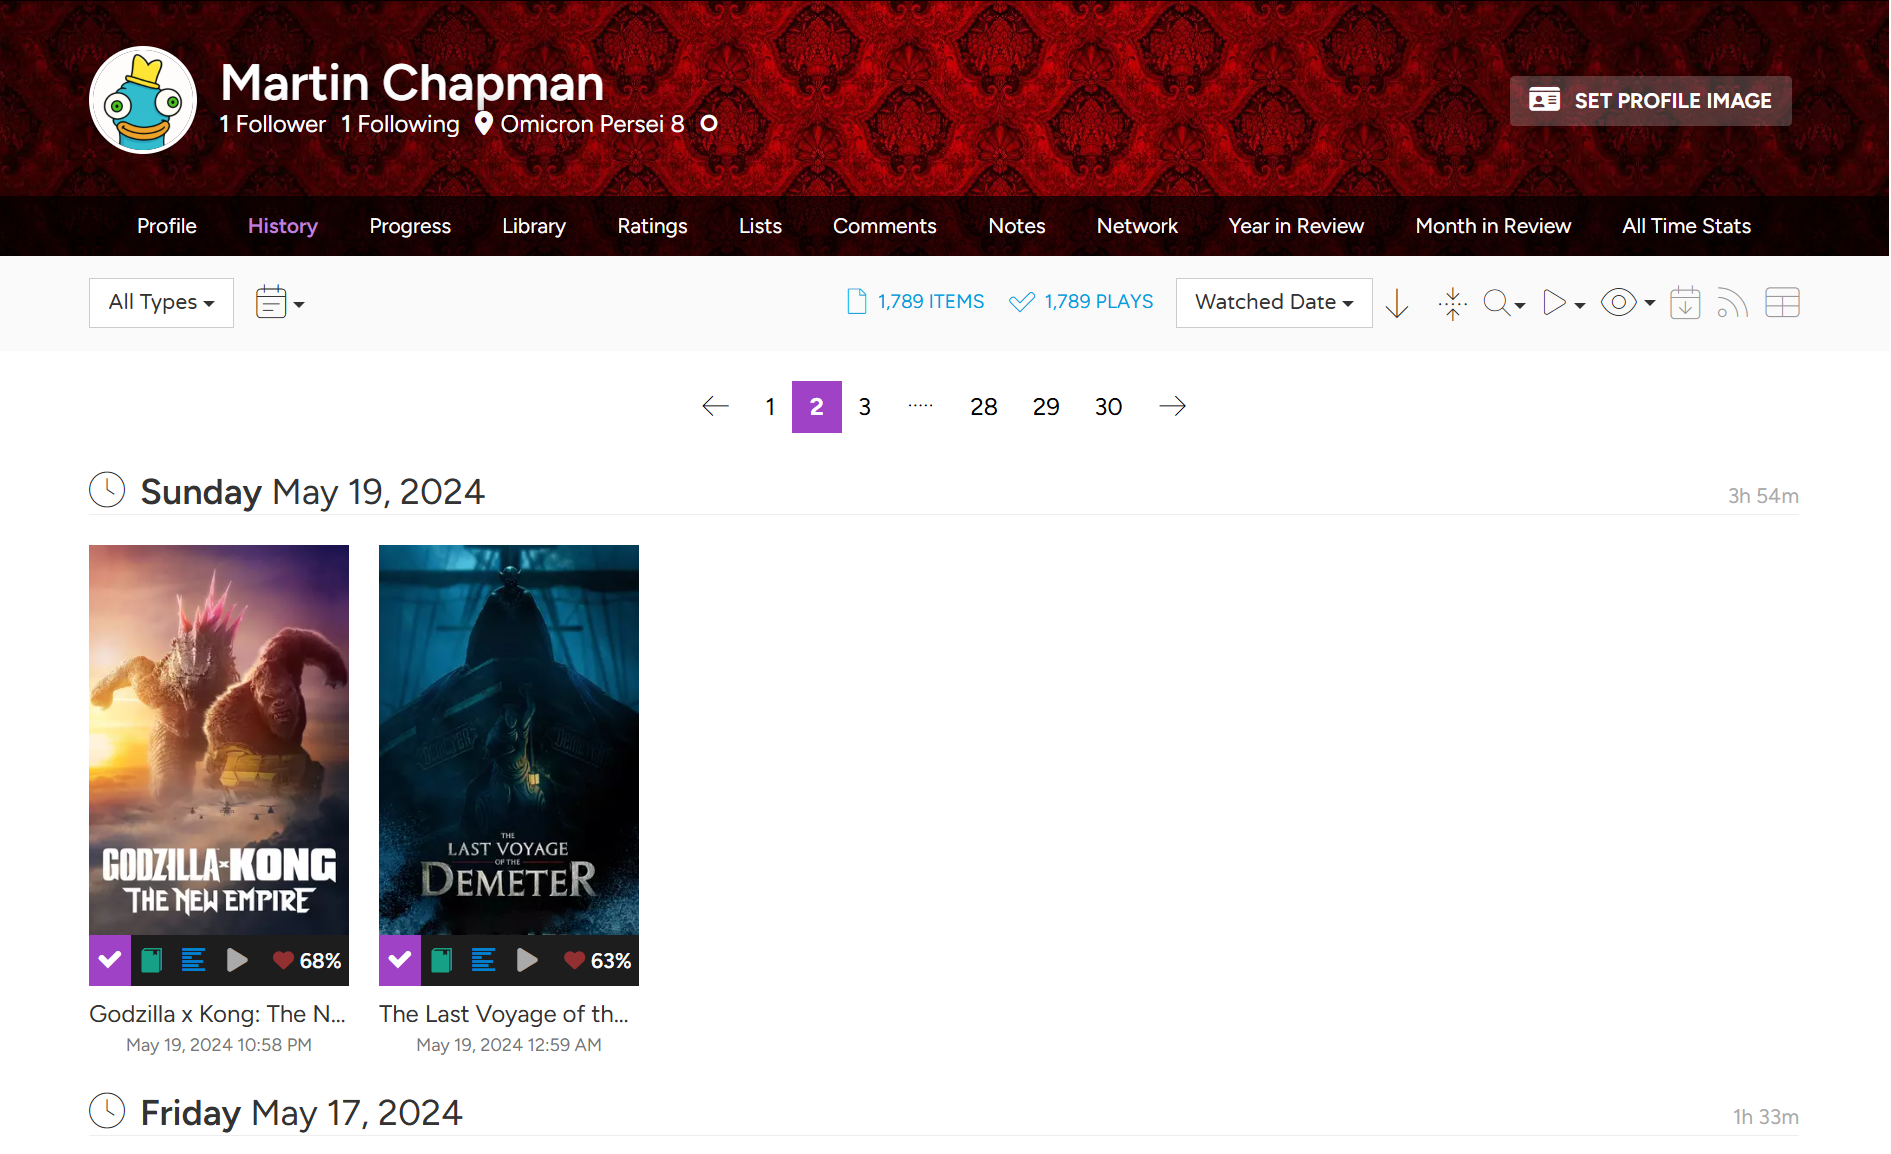 Martin Chapman
1 Follower 1 Following Omicron Persei 8
SET PROFILE IMAGE
Profile History Progress Library Ratings Lists Comments Notes Network Year in Review Month in Review All Time Stats
All Types 1,789 ITEMS 1,789 PLAYS Watched Date
1 2 3 ..... 28 29 30
Sunday May 19, 2024 3h 54m
GODZILLA x KONG
THE NEW EMPIRE
THE
LAST VOYAGE
OF THE
DEMETER
68% 63%
Godzilla x Kong: The N... The Last Voyage of th...
May 19, 2024 10:58 PM May 19, 2024 12:59 AM
Friday May 17, 2024 1h 33m